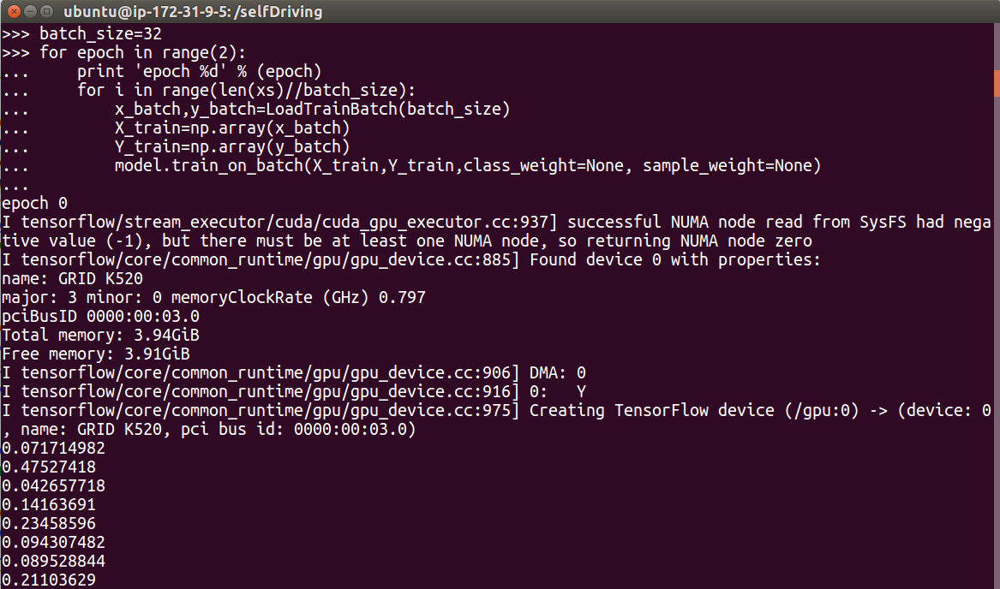 ubuntu@ip-172-31-9-5: /selfDriving
>>> batch_size=32
>>> for epoch in range(2):
...     print 'epoch %d' % (epoch)
...     for i in range(len(xs)//batch_size):
...         x_batch,y_batch=LoadTrainBatch(batch_size)
...         X_train=np.array(x_batch)
...         Y_train=np.array(y_batch)
...         model.train_on_batch(X_train,Y_train,class_weight=None, sample_weight=None)
...
epoch 0
I tensorflow/stream_executor/cuda/cuda_gpu_executor.cc:937] successful NUMA node read from SysFS had nega
tive value (-1), but there must be at least one NUMA node, so returning NUMA node zero
I tensorflow/core/common_runtime/gpu/gpu_device.cc:885] Found device 0 with properties:
name: GRID K520
major: 3 minor: 0 memoryClockRate (GHz) 0.797
pciBusID 0000:00:03.0
Total memory: 3.94GiB
Free memory: 3.91GiB
I tensorflow/core/common_runtime/gpu/gpu_device.cc:906] DMA: 0
I tensorflow/core/common_runtime/gpu/gpu_device.cc:916] 0:   Y
I tensorflow/core/common_runtime/gpu/gpu_device.cc:975] Creating TensorFlow device (/gpu:0) -> (device: 0
, name: GRID K520, pci bus id: 0000:00:03.0)
0.071714982
0.47527418
0.042657718
0.14163691
0.23458596
0.094307482
0.089528844
0.21103629